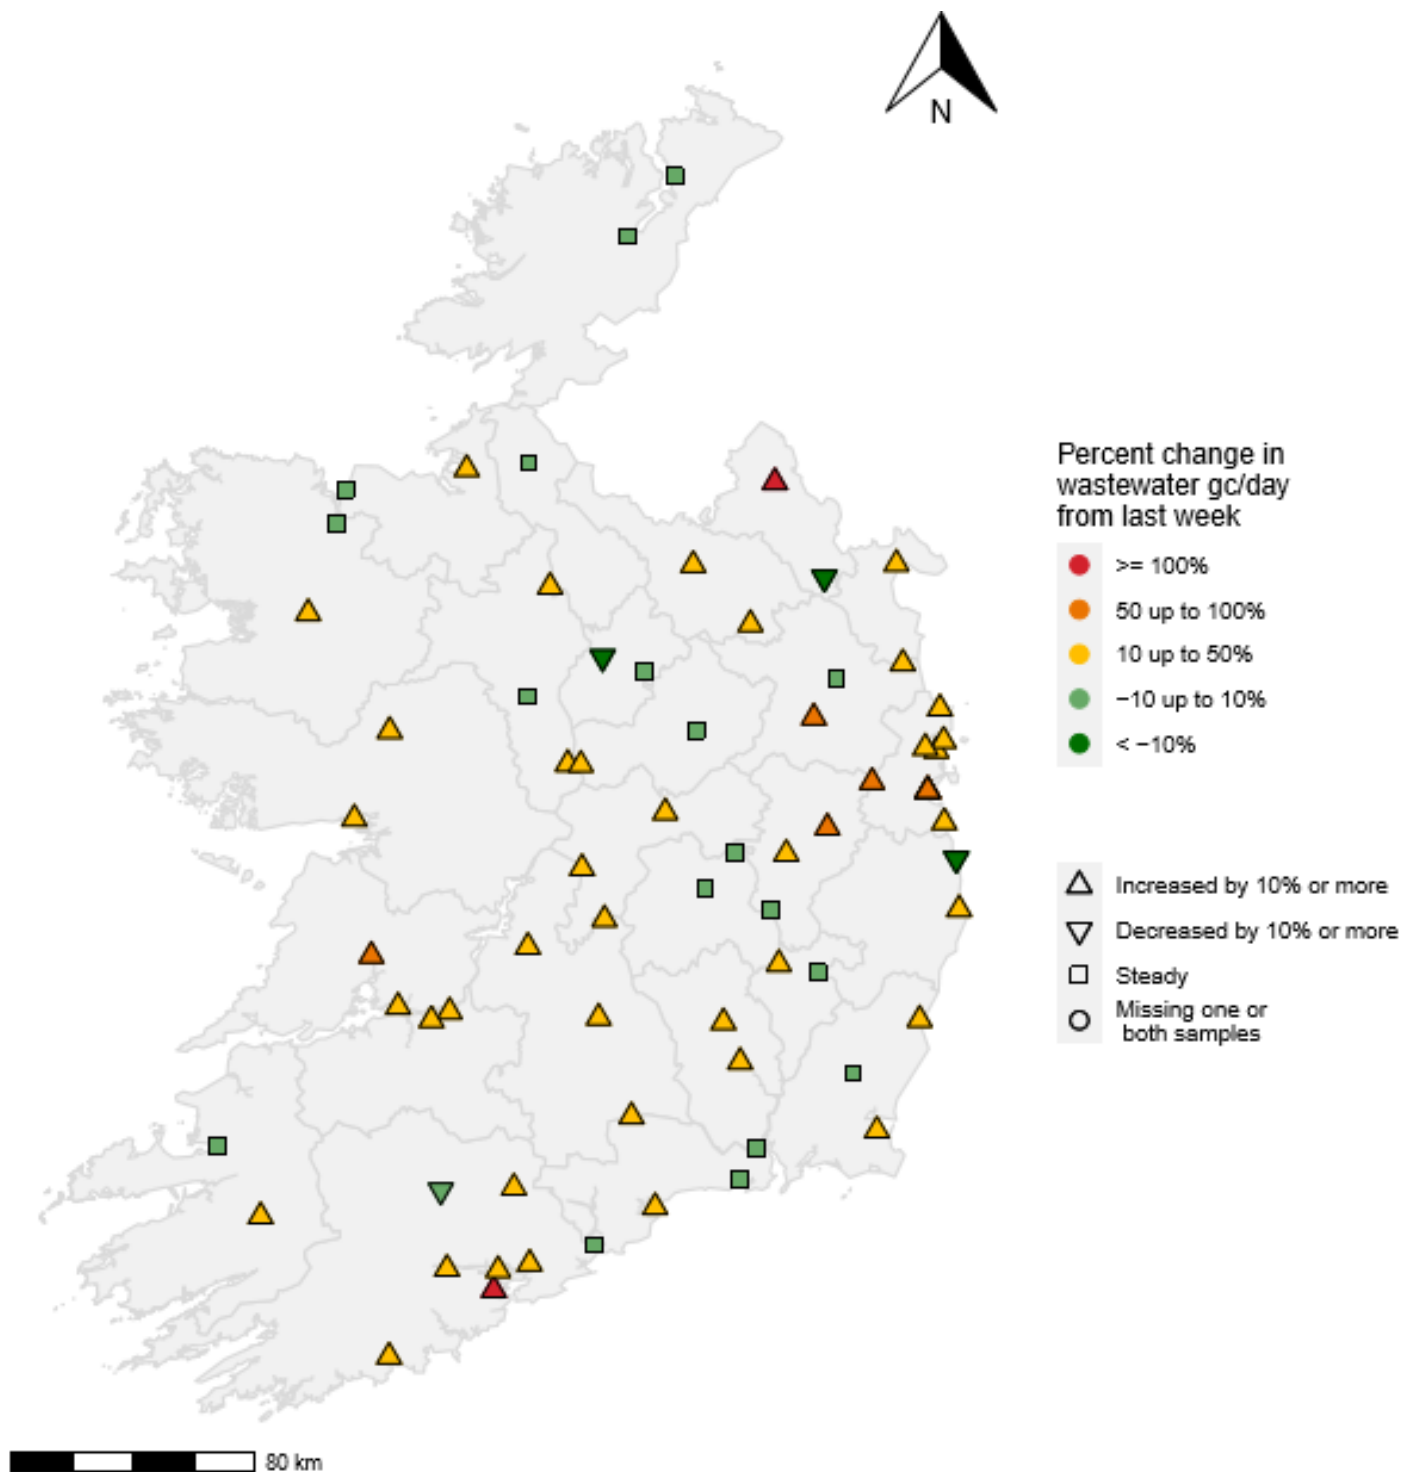 N
Percent change in
wastewater gc/day
from last week
>= 100%
50 up to 100%
10 up to 50%
−10 up to 10%
< −10%
Increased by 10% or more
Decreased by 10% or more
Steady
Missing one or
both samples
80 km